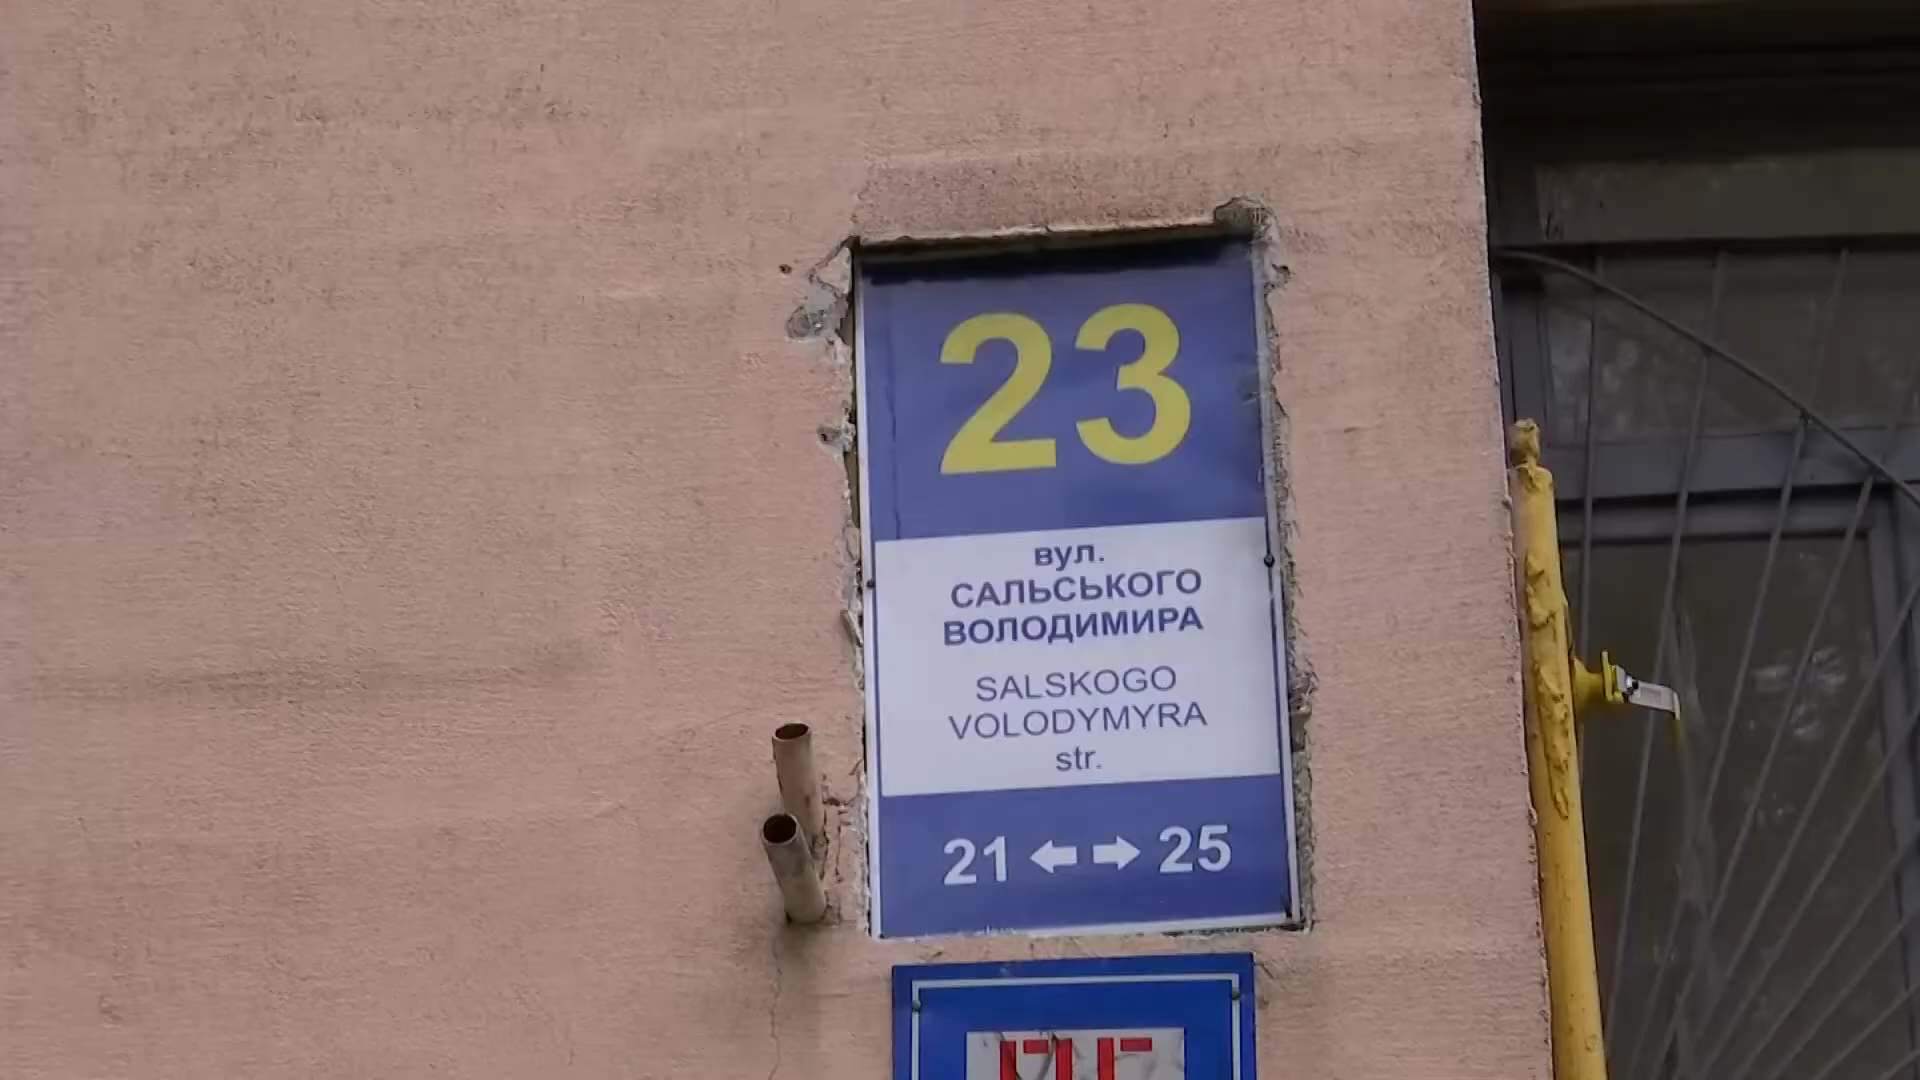 23
вул.
САЛЬСЬКОГО
ВОЛОДИМИРА
SALSKOGO
VOLODYMYRA
str.
21 ← → 25